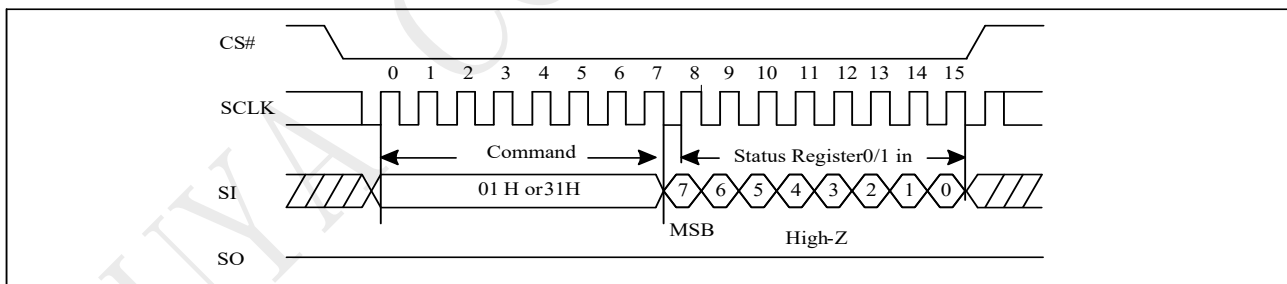 CS#
0 1 2 3 4 5 6 7 8 9 10 11 12 13 14 15
SCLK
Command Status Register0/1 in
SI 01 H or31H 7 6 5 4 3 2 1 0
MSB High-Z
SO